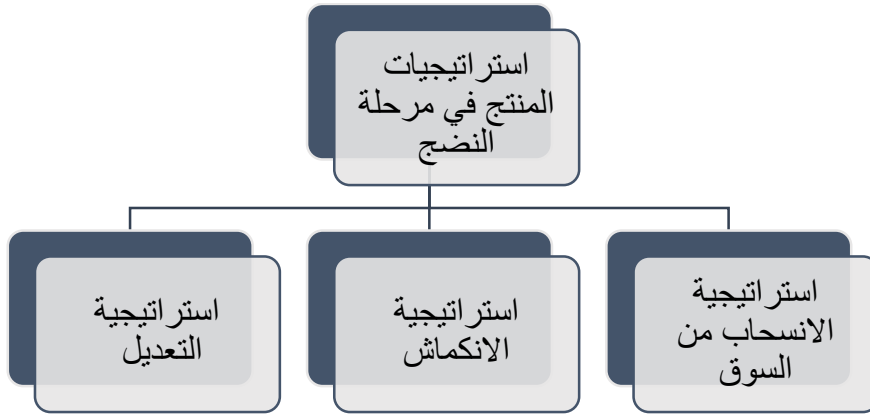 استراتيجيات
المنتج في مرحلة
النضج
استراتيجية
الانسحاب من
السوق
استراتيجية
الانكماش
استراتيجية
التعديل